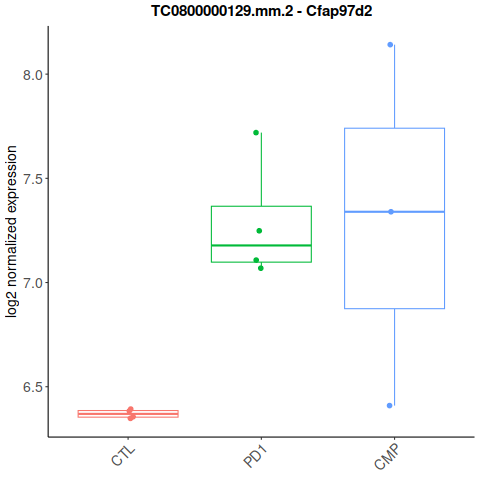 TC0800000129.mm.2 - Cfap97d2
log2 normalized expression
8.0
7.5
7.0
6.5
CTL
PD1
CMP